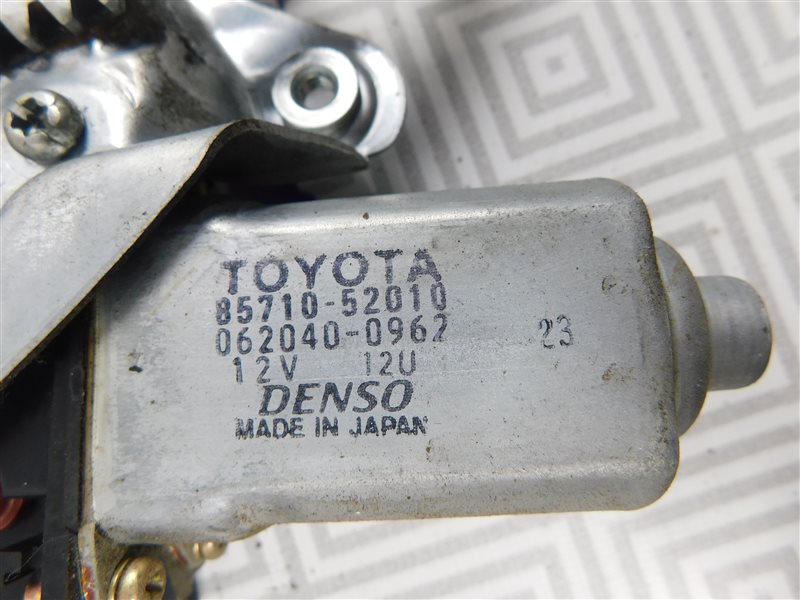 TOYOTA
85710-52010
062040-0962 23
12V 12U
DENSO
MADE IN JAPAN